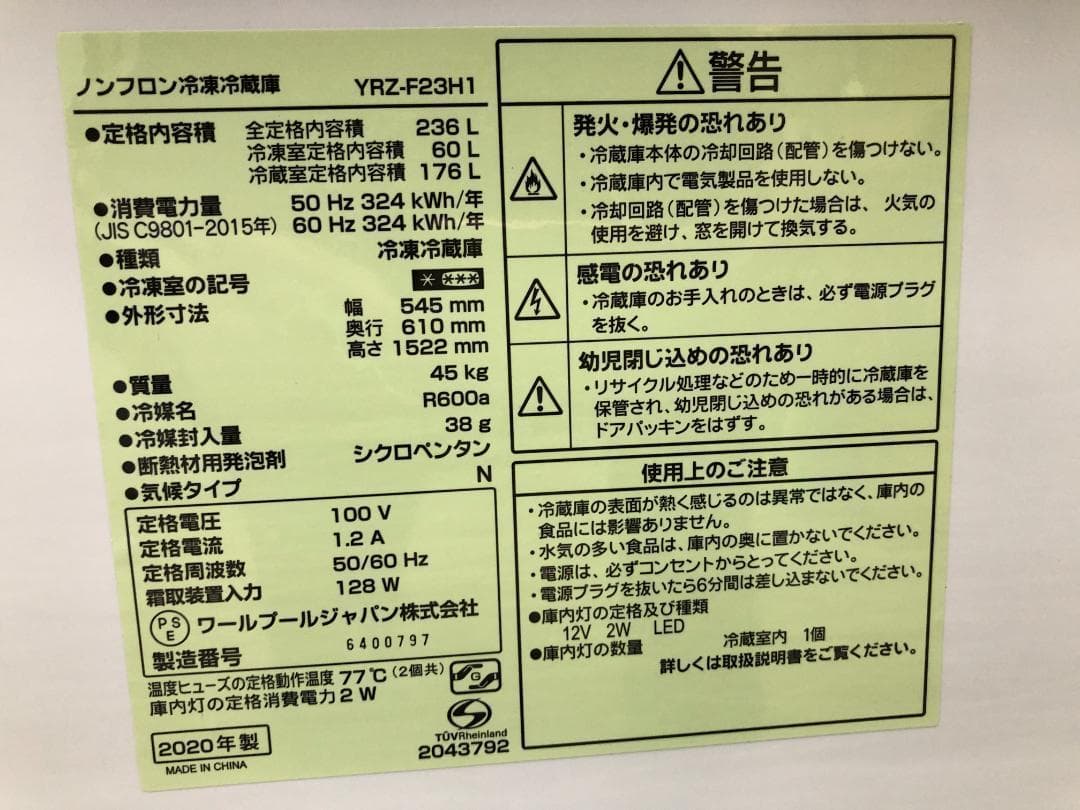 ノンフロン冷凍冷蔵庫 YRZ-F23H1
●定格内容積 全定格内容積 236 L
冷凍室定格内容積 60 L
冷蔵室定格内容積 176 L
●消費電力量 50 Hz 324 kWh/年
(JIS C9801-2015年) 60 Hz 324 kWh/年
●種類 冷凍冷蔵庫
●冷凍室の記号 * ***
●外形寸法 幅 545 mm
奥行 610 mm
高さ 1522 mm
●質量 45 kg
●冷媒名 R600a
●冷媒封入量 38 g
●断熱材用発泡剤 シクロペンタン
●気候タイプ N
定格電圧 100 V
定格電流 1.2 A
定格周波数 50/60 Hz
霜取装置入力 128 W
PSE ワールプールジャパン株式会社
製造番号 6400797
温度ヒューズの定格動作温度 77℃(2個共)
庫内灯の定格消費電力 2 W
G
TÜVRheinland
2043792
2020年製
MADE IN CHINA
警告
発火・爆発の恐れあり
・冷蔵庫本体の冷却回路(配管)を傷つけない。
・冷蔵庫内で電気製品を使用しない。
・冷却回路(配管)を傷つけた場合は、火気の
使用を避け、窓を開けて換気する。
感電の恐れあり
・冷蔵庫のお手入れのときは、必ず電源プラグ
を抜く。
幼児閉じ込めの恐れあり
・リサイクル処理などのため一時的に冷蔵庫を
保管され、幼児閉じ込めの恐れがある場合は、
ドアパッキンをはずす。
使用上のご注意
・冷蔵庫の表面が熱く感じるのは異常ではなく、庫内の
食品には影響ありません。
・水気の多い食品は、庫内の奥に置かないでください。
・電源は、必ずコンセントからとってください。
・電源プラグを抜いたら6分間は差し込まないでください。
●庫内灯の定格及び種類
12V 2W LED
●庫内灯の数量 冷蔵室内 1個
詳しくは取扱説明書をご覧ください。